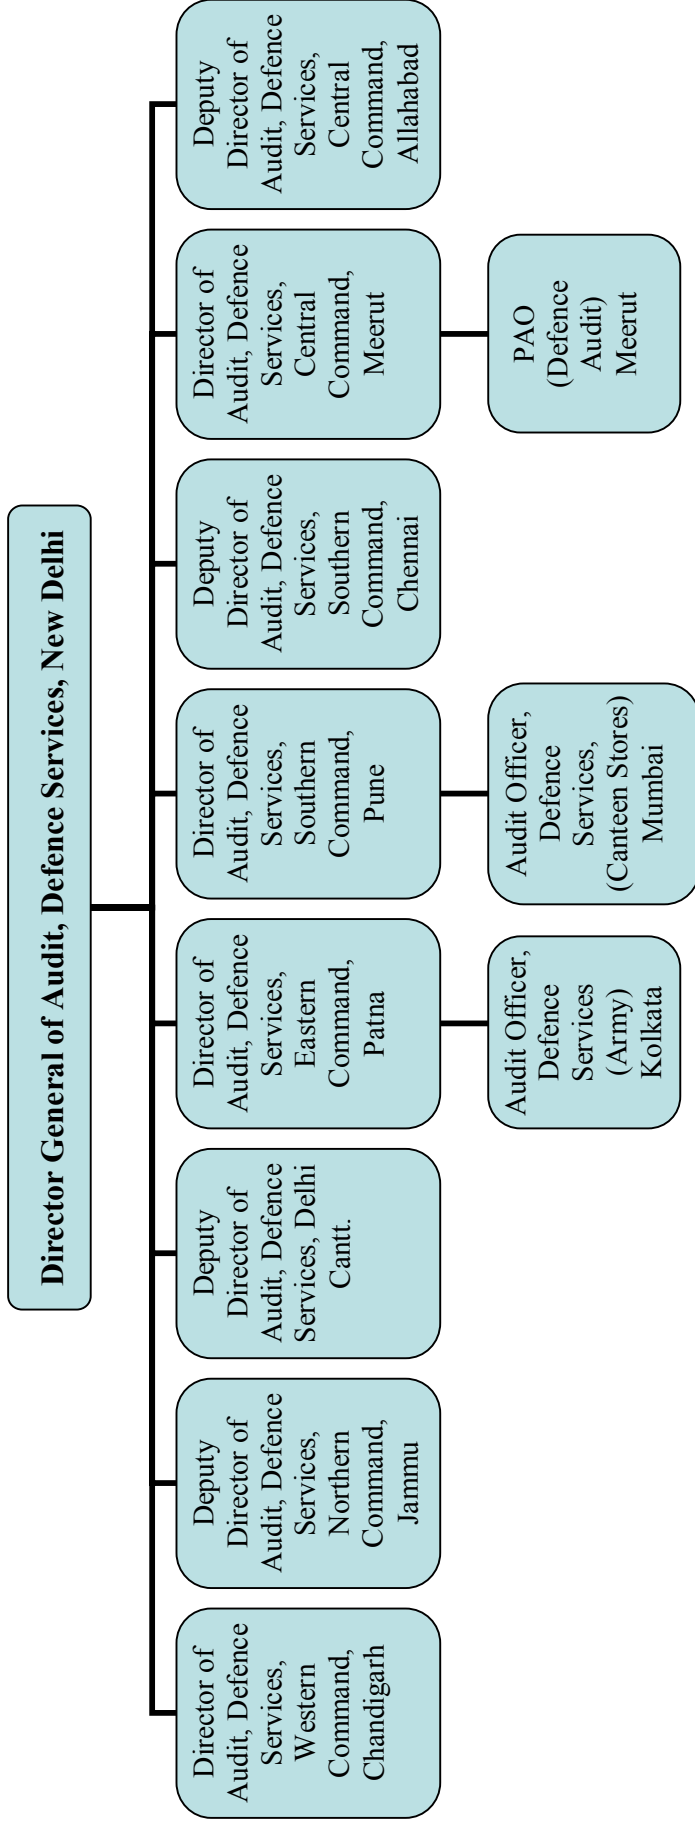 Director General of Audit, Defence Services, New Delhi
Director of
Audit, Defence
Services,
Western
Command,
Chandigarh
Deputy
Director of
Audit, Defence
Services,
Northern
Command,
Jammu
Deputy
Director of
Audit, Defence
Services, Delhi
Cantt.
Director of
Audit, Defence
Services,
Eastern
Command,
Patna
Director of
Audit, Defence
Services,
Southern
Command,
Pune
Deputy
Director of
Audit, Defence
Services,
Southern
Command,
Chennai
Director of
Audit, Defence
Services,
Central
Command,
Meerut
Deputy
Director of
Audit, Defence
Services,
Central
Command,
Allahabad
Audit Officer,
Defence
Services
(Army)
Kolkata
Audit Officer,
Defence
Services,
(Canteen Stores)
Mumbai
PAO
(Defence
Audit)
Meerut